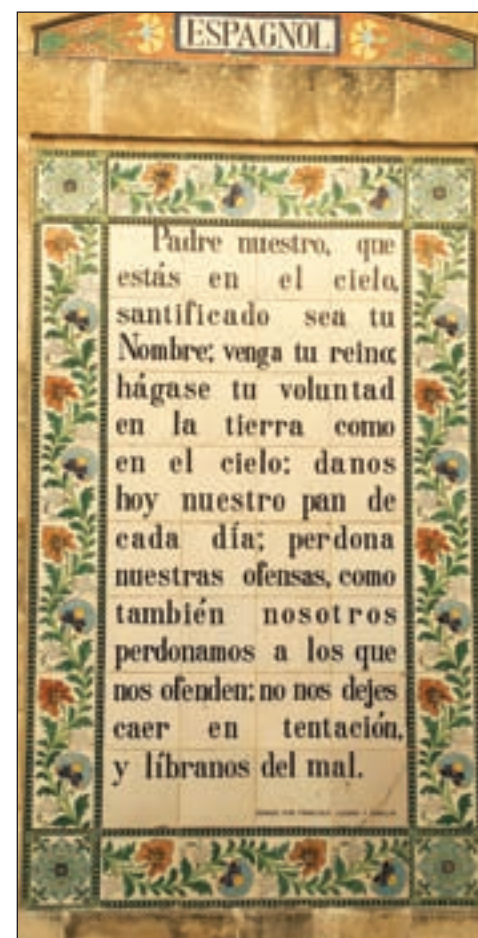 ESPAGNOL
Padre nuestro, que
estás en el cielo,
santificado sea tu
Nombre; venga tu reino;
hágase tu voluntad
en la tierra como
en el cielo; danos
hoy nuestro pan de
cada día; perdona
nuestras ofensas, como
también nosotros
perdonamos a los que
nos ofenden; no nos dejes
caer en tentación,
y líbranos del mal.